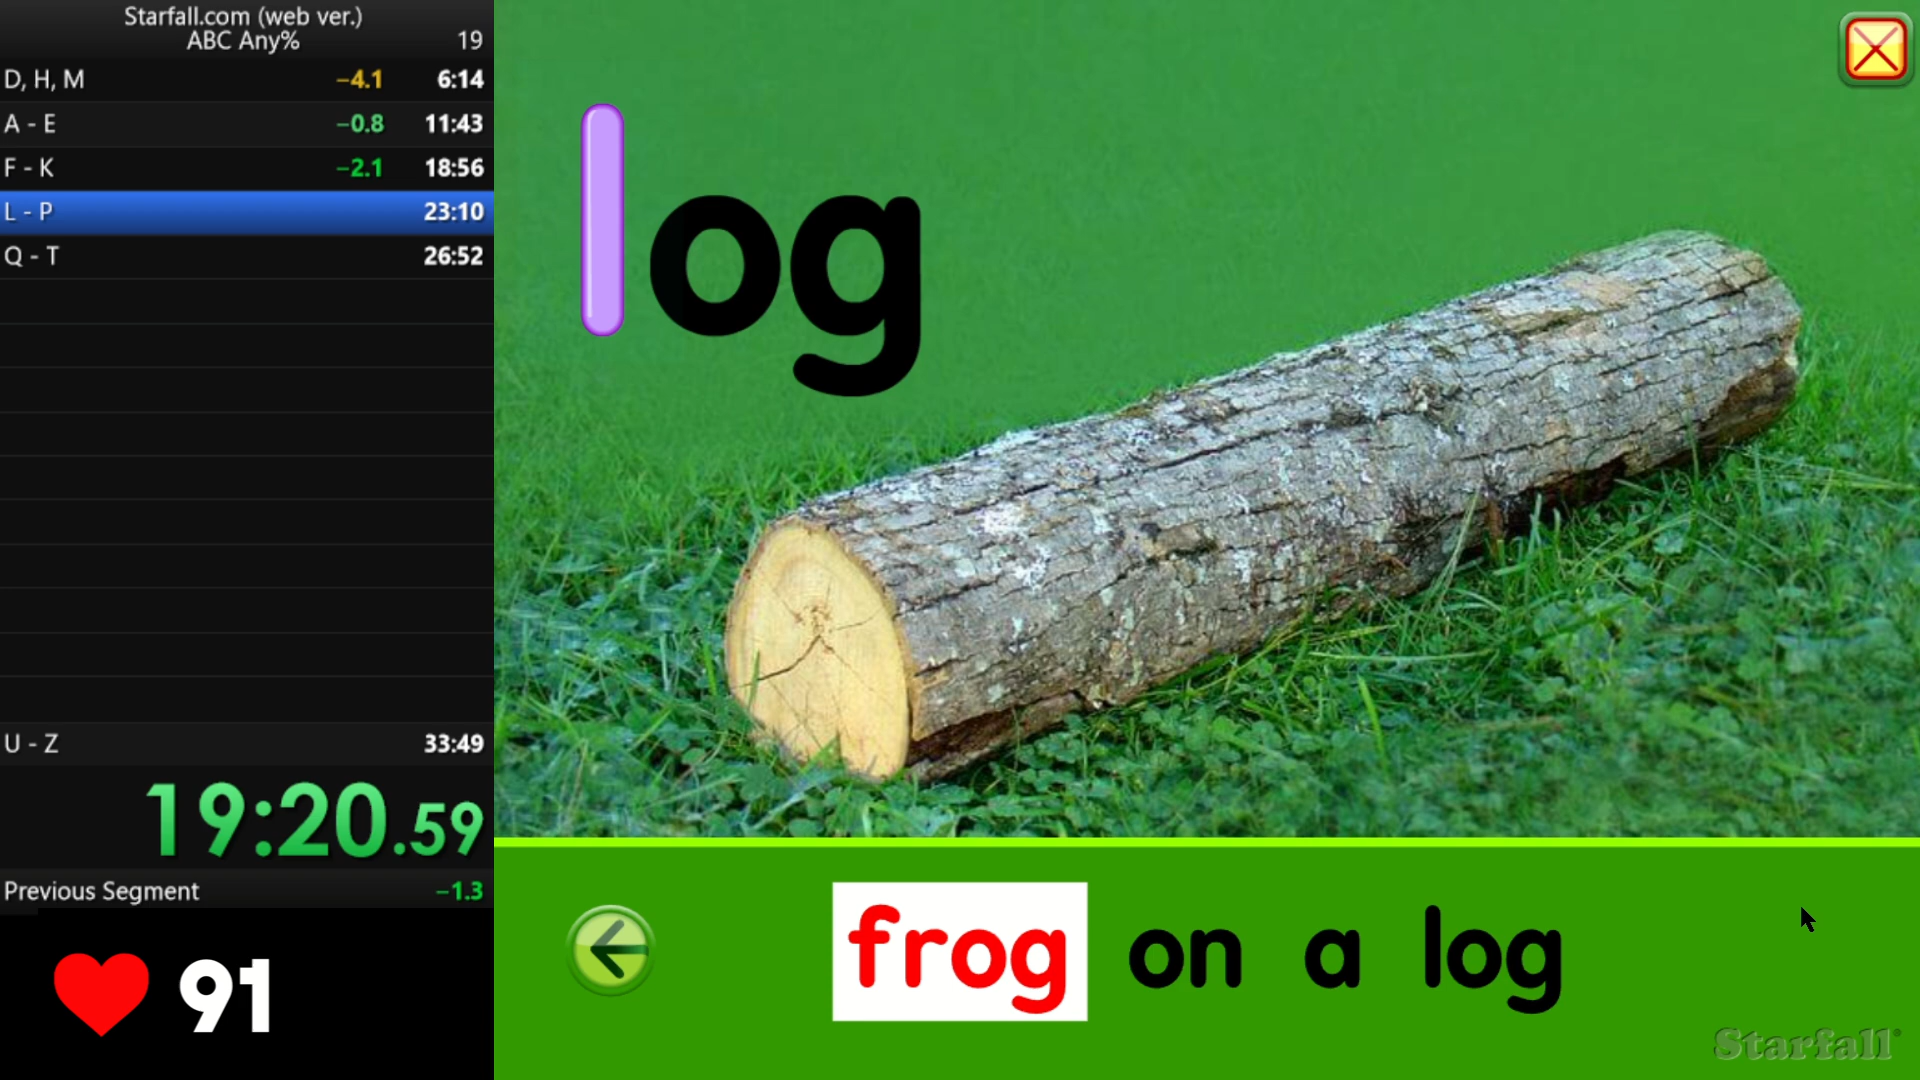 Starfall.com (web ver.)
ABC Any% 19
D, H, M −4.1 6:14
A - E −0.8 11:43
F - K −2.1 18:56
L - P 23:10
Q - T 26:52
U - Z 33:49
19:20.59
Previous Segment −1.3
91
log
frog on a log
Starfall®